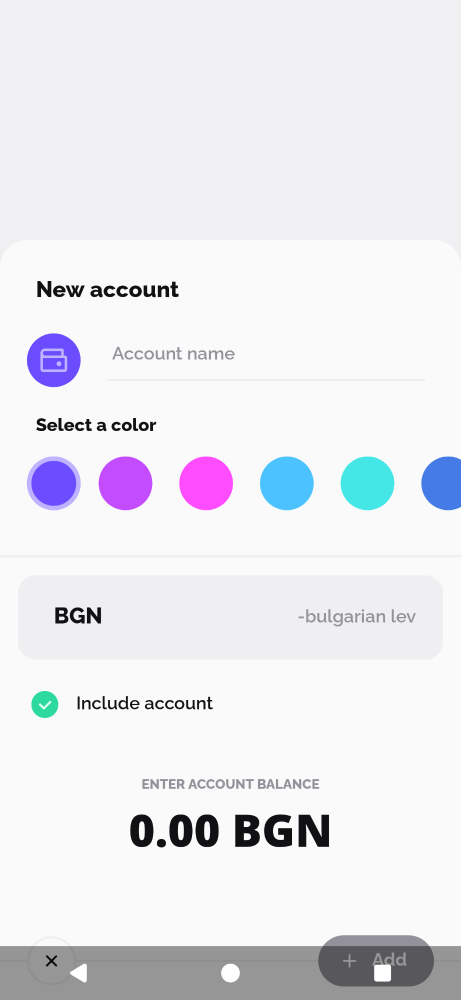 New account
Account name
Select a color
BGN
-bulgarian lev
Include account
ENTER ACCOUNT BALANCE
0.00 BGN
Add